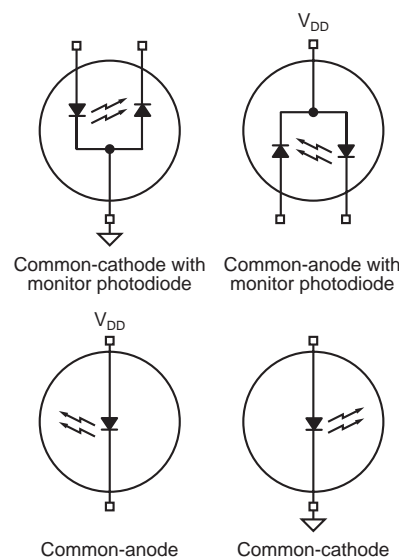 V_DD
Common-cathode with
monitor photodiode
Common-anode with
monitor photodiode
V_DD
Common-anode
Common-cathode